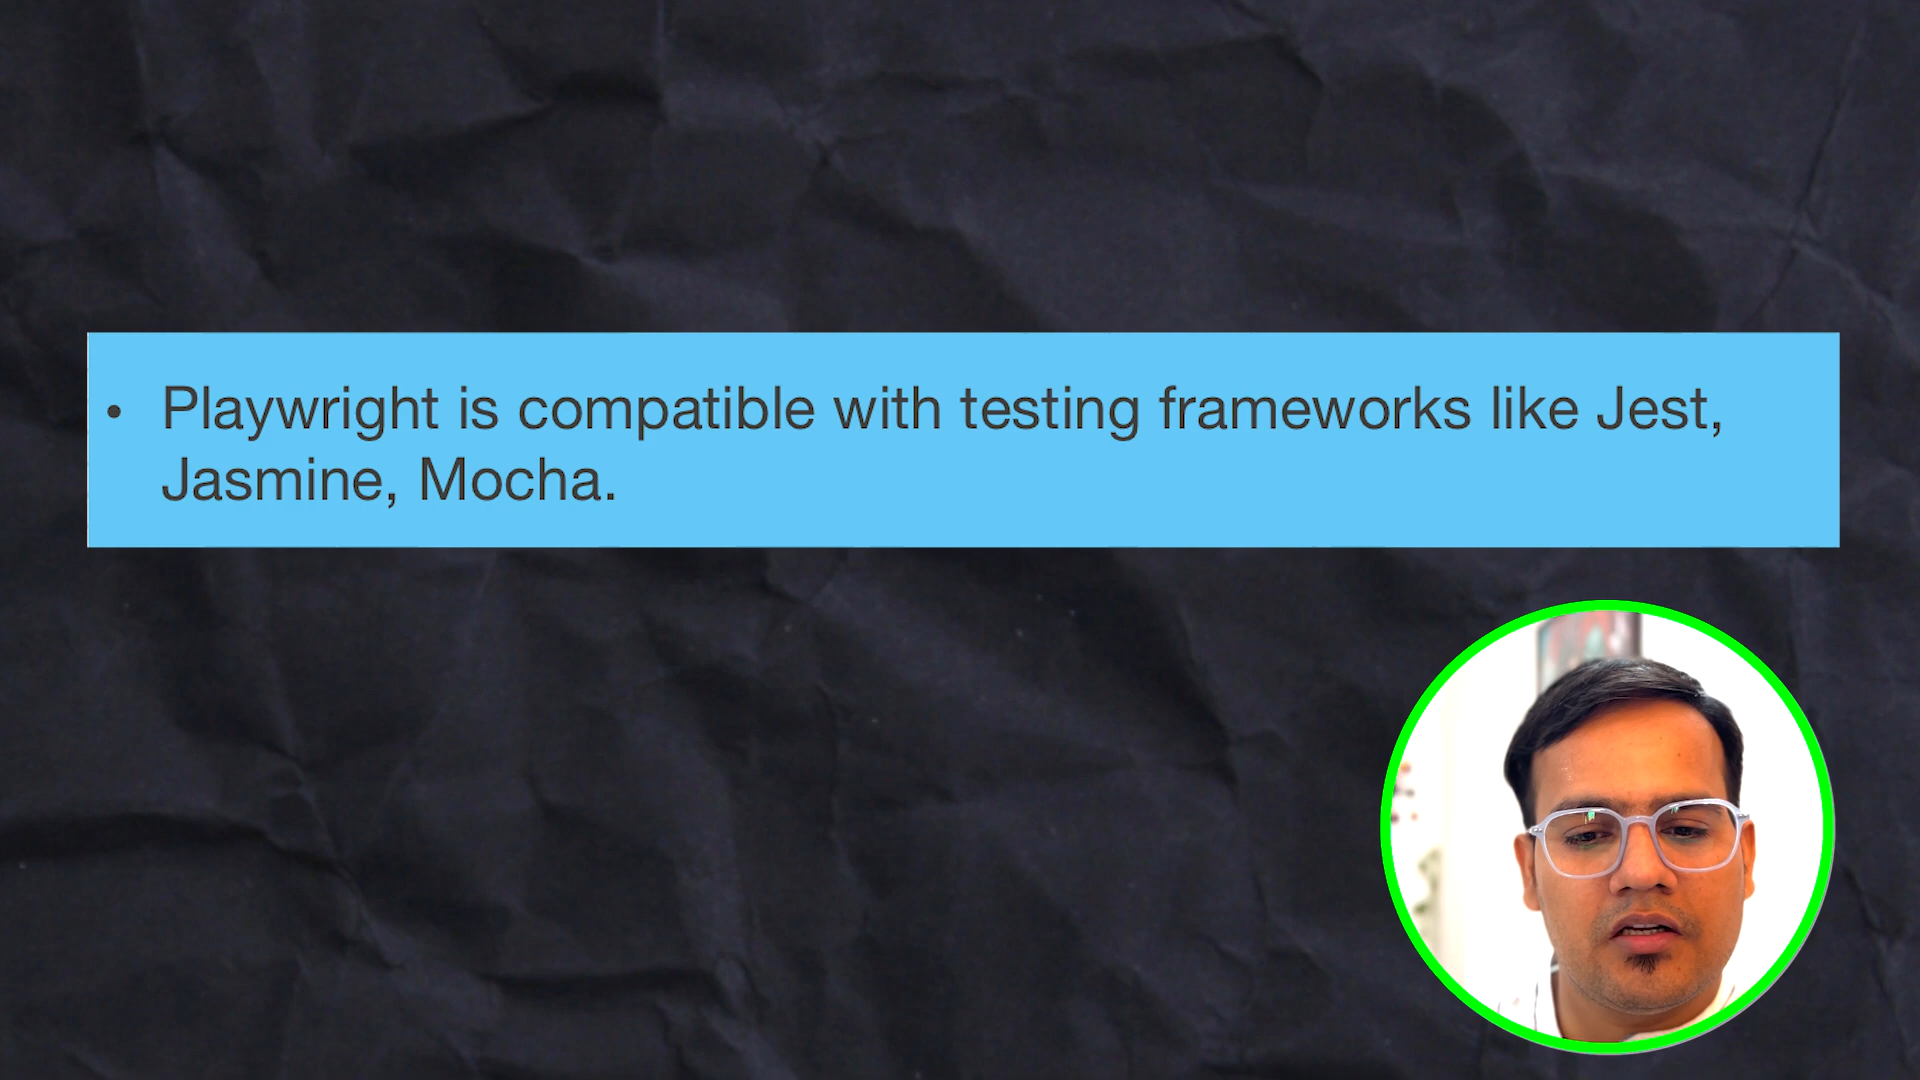 • Playwright is compatible with testing frameworks like Jest,
Jasmine, Mocha.